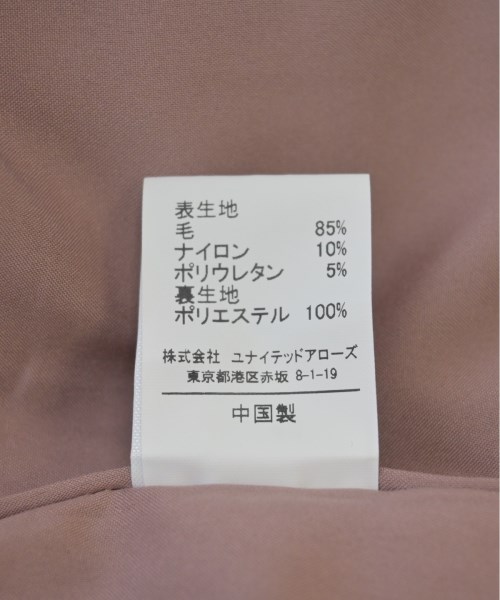 表生地
毛 85%
ナイロン 10%
ポリウレタン 5%
裏生地
ポリエステル 100%
株式会社 ユナイテッドアローズ
東京都港区赤坂 8-1-19
中国製